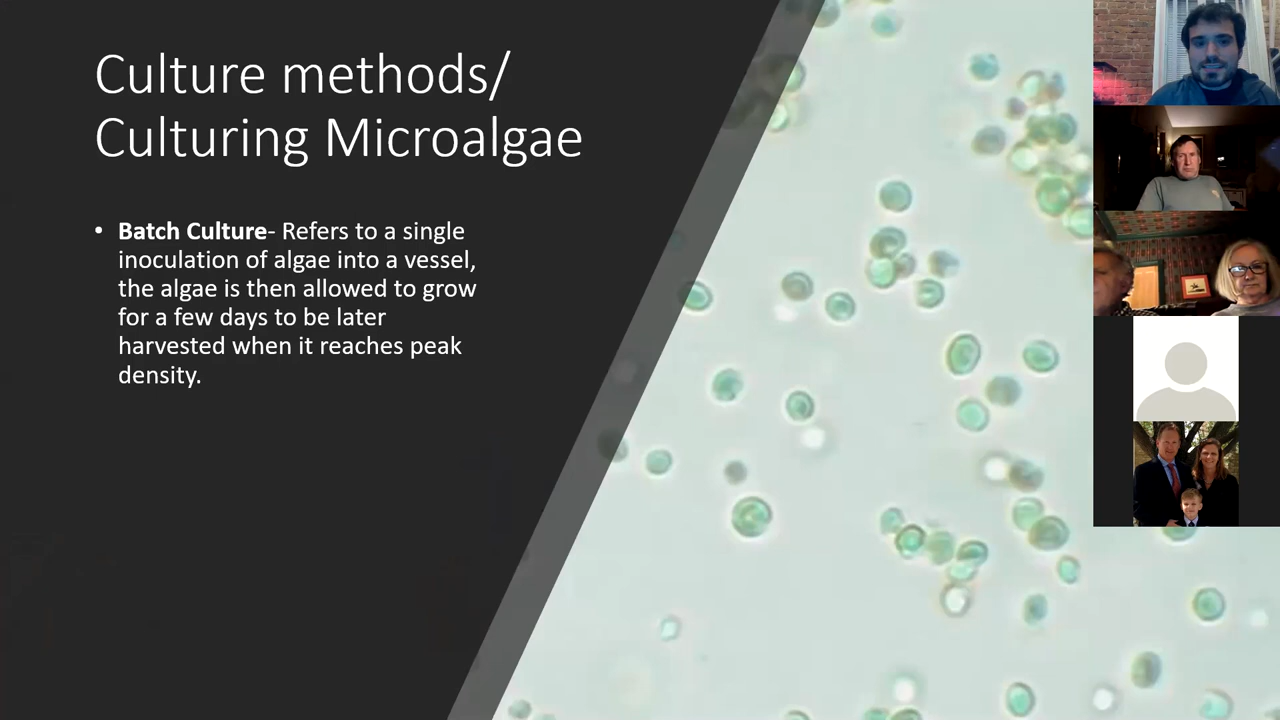 Culture methods/
Culturing Microalgae
• Batch Culture- Refers to a single
inoculation of algae into a vessel,
the algae is then allowed to grow
for a few days to be later
harvested when it reaches peak
density.